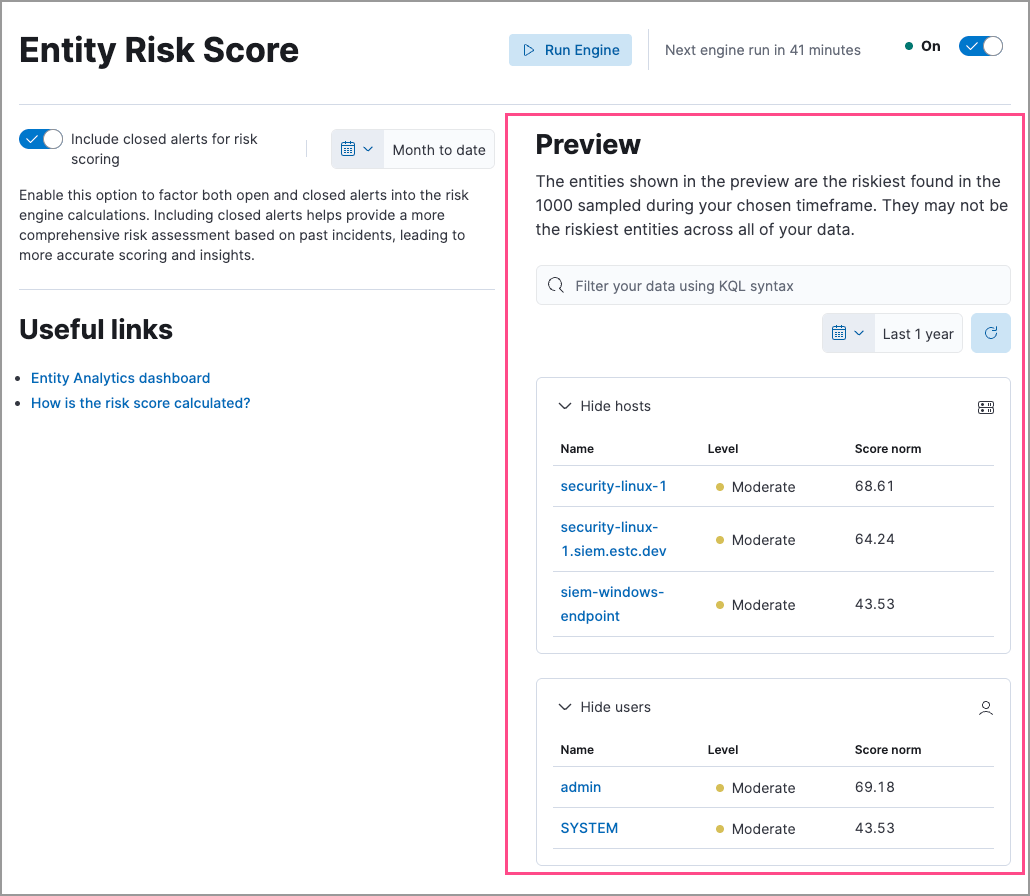 Entity Risk Score
Run Engine
Next engine run in 41 minutes
On
Include closed alerts for risk
scoring
Month to date
Enable this option to factor both open and closed alerts into the risk
engine calculations. Including closed alerts helps provide a more
comprehensive risk assessment based on past incidents, leading to
more accurate scoring and insights.
Useful links
Entity Analytics dashboard
How is the risk score calculated?
Preview
The entities shown in the preview are the riskiest found in the
1000 sampled during your chosen timeframe. They may not be
the riskiest entities across all of your data.
Filter your data using KQL syntax
Last 1 year
Hide hosts
Name Level Score norm
security-linux-1 Moderate 68.61
security-linux-
1.siem.estc.dev Moderate 64.24
siem-windows-
endpoint Moderate 43.53
Hide users
Name Level Score norm
admin Moderate 69.18
SYSTEM Moderate 43.53